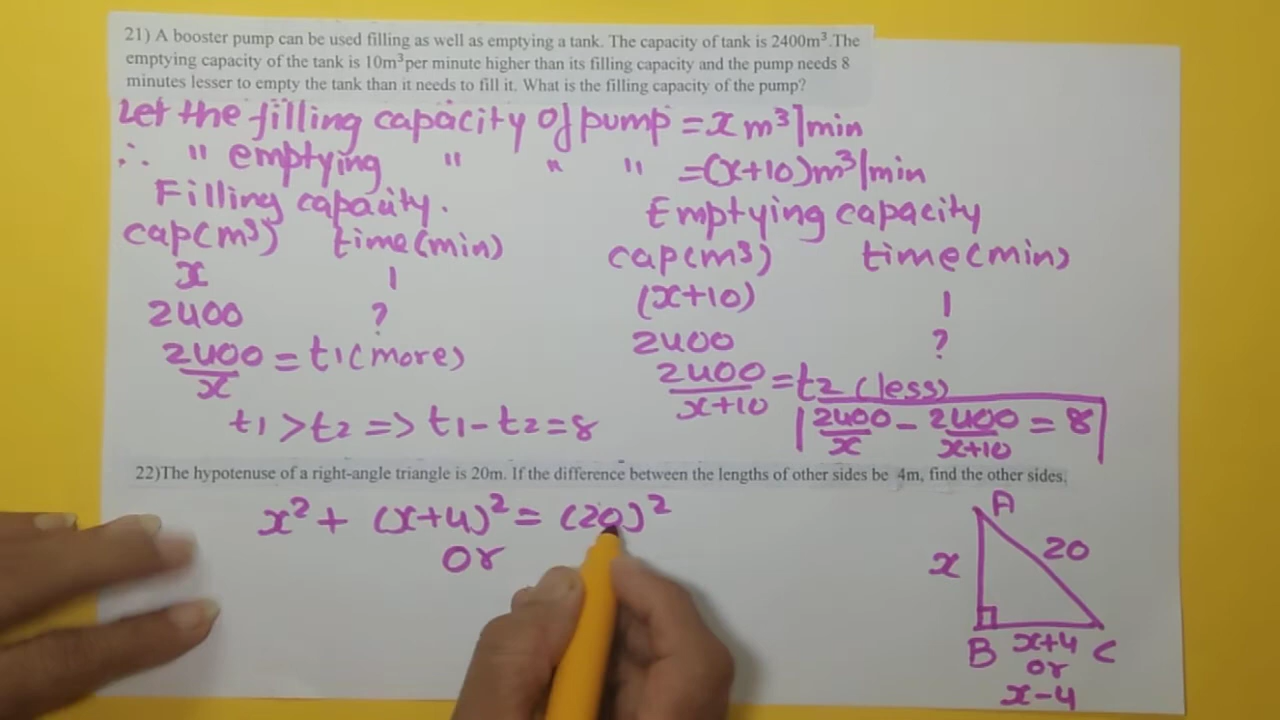 21) A booster pump can be used filling as well as emptying a tank. The capacity of tank is 2400m³.The
emptying capacity of the tank is 10m³per minute higher than its filling capacity and the pump needs 8
minutes lesser to empty the tank than it needs to fill it. What is the filling capacity of the pump?
Let the filling capacity of pump = x m³/min
∴ " emptying " " " = (x+10)m³/min
Filling capacity.
cap(m³) time(min)
x 1
2400 ?
2400/x = t1(more)
Emptying capacity
cap(m³) time(min)
(x+10) 1
2400 ?
2400/x+10 = t2 (less)
t1 > t2 => t1 - t2 = 8
2400/x - 2400/x+10 = 8
22)The hypotenuse of a right-angle triangle is 20m. If the difference between the lengths of other sides be 4m, find the other sides.
x² + (x+4)² = (20)²
or
A
x
20
B
x+4
C
or
x-4